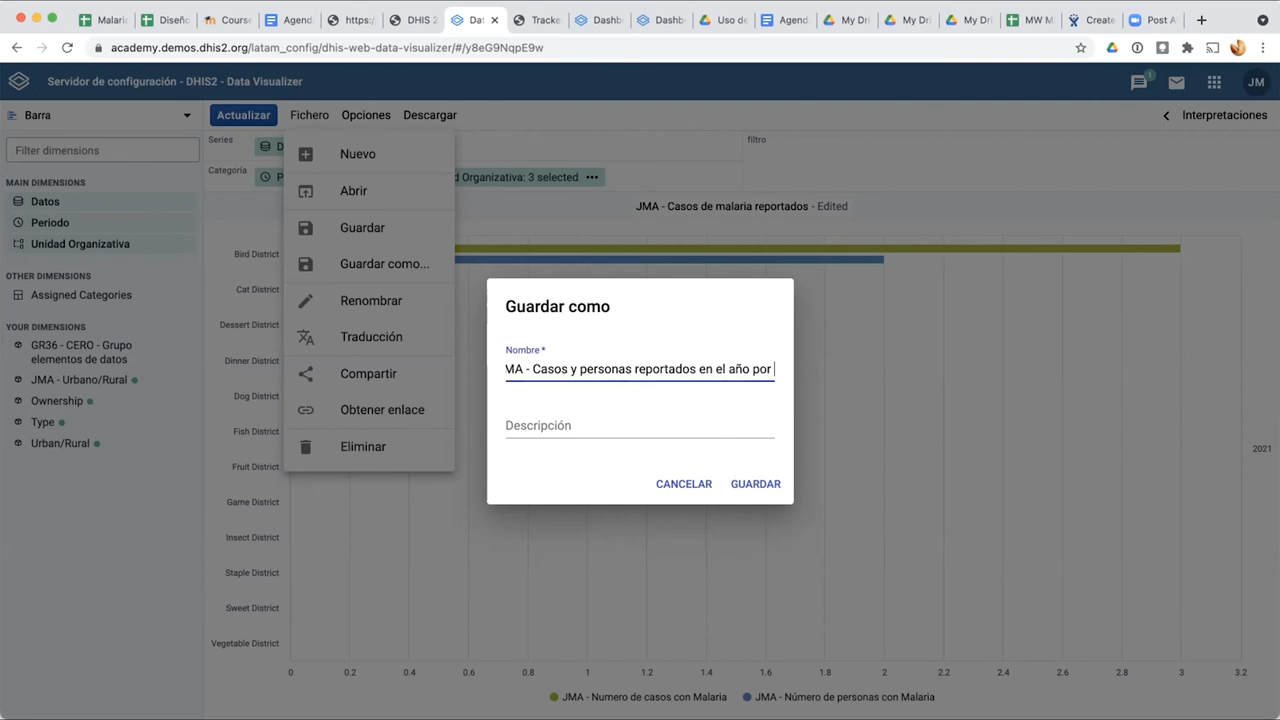 Malari
Diseño
Course
Agend
https:/
DHIS 2
Dat
Tracke
Dashb
Dashb
Uso de
Agend
My Dri
My Dri
My Dri
MW M
Create
Post A
academy.demos.dhis2.org/latam_config/dhis-web-data-visualizer/#/y8eG9NqpE9w
Servidor de configuración - DHIS2 - Data Visualizer
1
JM
Barra
Actualizar
Fichero
Opciones
Descargar
Interpretaciones
Filter dimensions
MAIN DIMENSIONS
Datos
Periodo
Unidad Organizativa
OTHER DIMENSIONS
Assigned Categories
YOUR DIMENSIONS
GR36 - CERO - Grupo
elementos de datos
JMA - Urbano/Rural
Ownership
Type
Urban/Rural
Series
D
filtro
Categoría
P
d Organizativa: 3 selected
Nuevo
Abrir
Guardar
Guardar como...
Renombrar
Traducción
Compartir
Obtener enlace
Eliminar
JMA - Casos de malaria reportados - Edited
Bird District
Cat District
Dessert District
Dinner District
Dog District
Fish District
Fruit District
Game District
Insect District
Staple District
Sweet District
Vegetable District
2021
Guardar como
Nombre *
MA - Casos y personas reportados en el año por
Descripción
CANCELAR
GUARDAR
0 0.2 0.4 0.6 0.8 1 1.2 1.4 1.6 1.8 2 2.2 2.4 2.6 2.8 3 3.2
JMA - Numero de casos con Malaria
JMA - Número de personas con Malaria